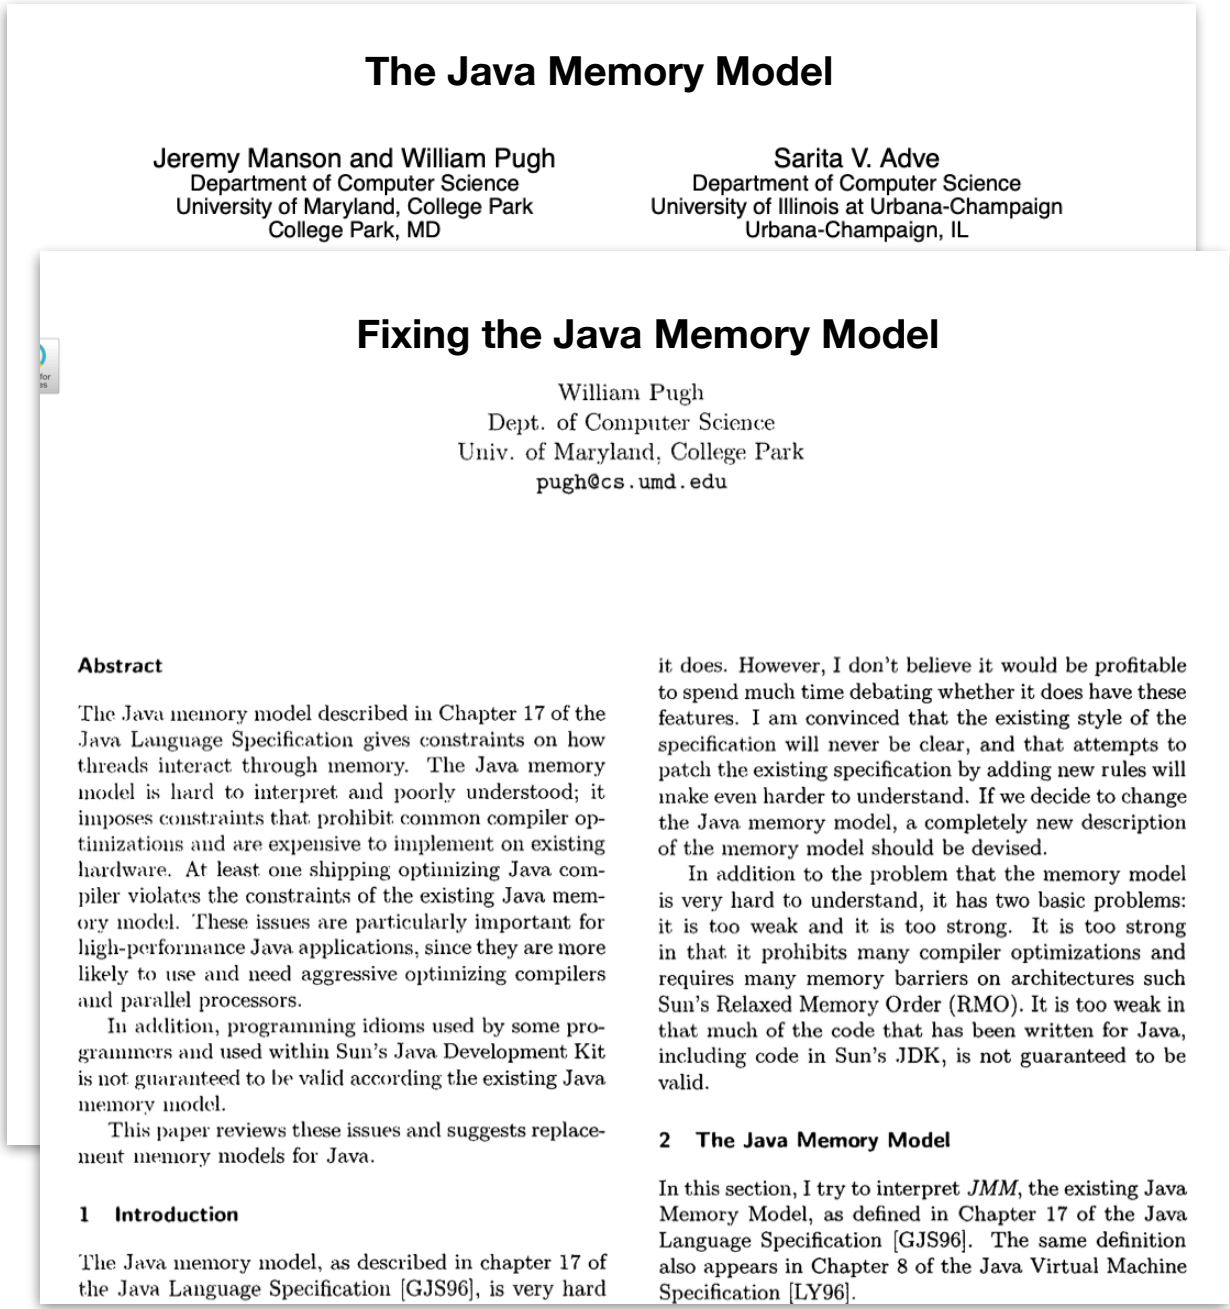 The Java Memory Model
Jeremy Manson and William Pugh
Department of Computer Science
University of Maryland, College Park
College Park, MD
Sarita V. Adve
Department of Computer Science
University of Illinois at Urbana-Champaign
Urbana-Champaign, IL
Fixing the Java Memory Model
for
es
William Pugh
Dept. of Computer Science
Univ. of Maryland, College Park
pugh@cs.umd.edu
Abstract
The Java memory model described in Chapter 17 of the
Java Language Specification gives constraints on how
threads interact through memory. The Java memory
model is hard to interpret and poorly understood; it
imposes constraints that prohibit common compiler op-
timizations and are expensive to implement on existing
hardware. At least one shipping optimizing Java com-
piler violates the constraints of the existing Java mem-
ory model. These issues are particularly important for
high-performance Java applications, since they are more
likely to use and need aggressive optimizing compilers
and parallel processors.
In addition, programming idioms used by some pro-
grammers and used within Sun's Java Development Kit
is not guaranteed to be valid according the existing Java
memory model.
This paper reviews these issues and suggests replace-
ment memory models for Java.
1 Introduction
The Java memory model, as described in chapter 17 of
the Java Language Specification [GJS96], is very hard
it does. However, I don't believe it would be profitable
to spend much time debating whether it does have these
features. I am convinced that the existing style of the
specification will never be clear, and that attempts to
patch the existing specification by adding new rules will
make even harder to understand. If we decide to change
the Java memory model, a completely new description
of the memory model should be devised.
In addition to the problem that the memory model
is very hard to understand, it has two basic problems:
it is too weak and it is too strong. It is too strong
in that it prohibits many compiler optimizations and
requires many memory barriers on architectures such
Sun's Relaxed Memory Order (RMO). It is too weak in
that much of the code that has been written for Java,
including code in Sun's JDK, is not guaranteed to be
valid.
2 The Java Memory Model
In this section, I try to interpret JMM, the existing Java
Memory Model, as defined in Chapter 17 of the Java
Language Specification [GJS96]. The same definition
also appears in Chapter 8 of the Java Virtual Machine
Specification [LY96].